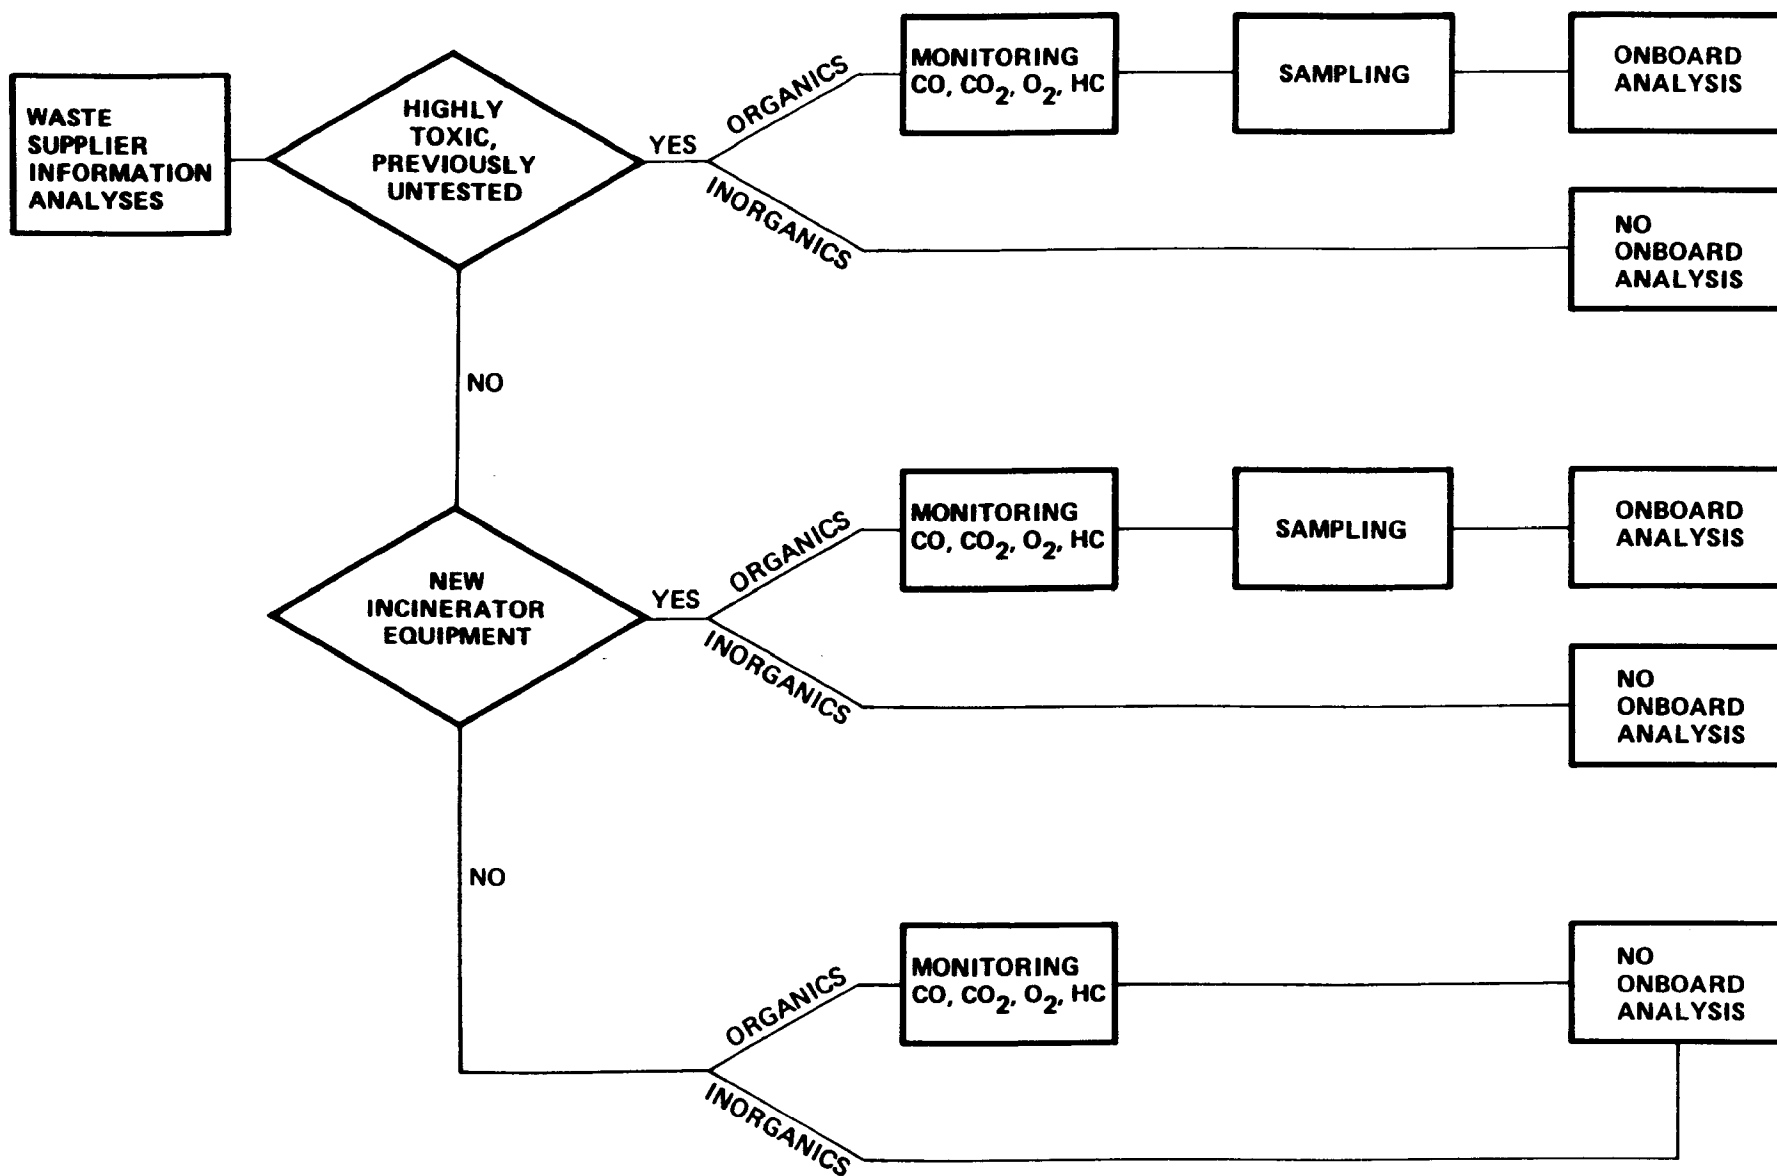 WASTE
SUPPLIER
INFORMATION
ANALYSES
HIGHLY
TOXIC,
PREVIOUSLY
UNTESTED
YES
ORGANICS
MONITORING
CO, CO2, O2, HC
SAMPLING
ONBOARD
ANALYSIS
INORGANICS
NO
ONBOARD
ANALYSIS
NO
NEW
INCINERATOR
EQUIPMENT
YES
ORGANICS
MONITORING
CO, CO2, O2, HC
SAMPLING
ONBOARD
ANALYSIS
INORGANICS
NO
ONBOARD
ANALYSIS
NO
ORGANICS
MONITORING
CO, CO2, O2, HC
NO
ONBOARD
ANALYSIS
INORGANICS